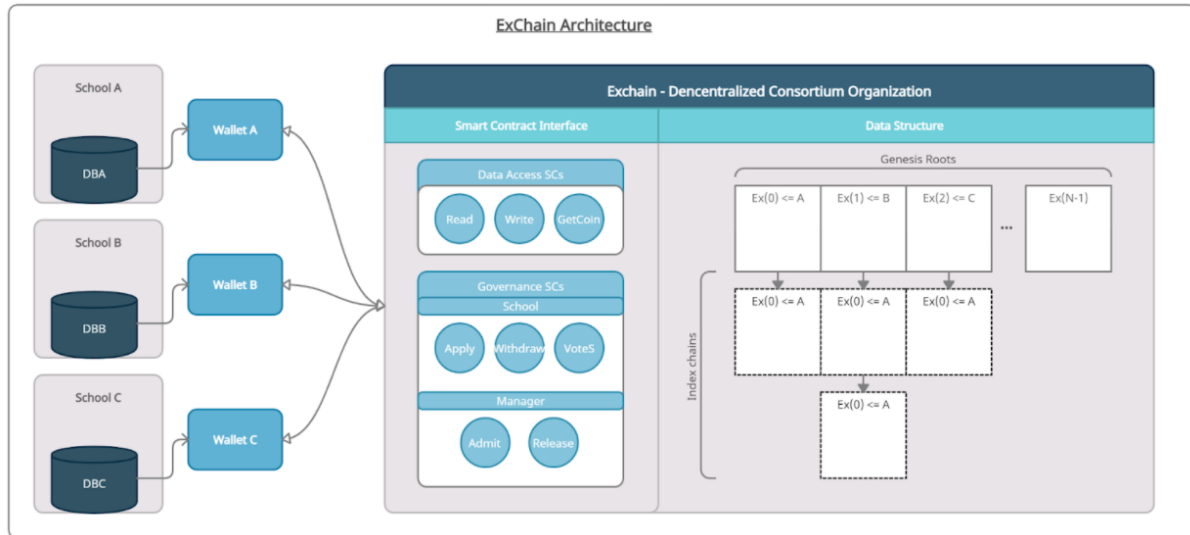 ExChain Architecture
School A
DBA
Wallet A
School B
DBB
Wallet B
School C
DBC
Wallet C
Exchain - Dencentralized Consortium Organization
Smart Contract Interface
Data Structure
Data Access SCs
Read
Write
GetCoin
Governance SCs
School
Apply
Withdraw
VoteS
Manager
Admit
Release
Genesis Roots
Ex(0) <= A
Ex(1) <= B
Ex(2) <= C
...
Ex(N-1)
Index chains
Ex(0) <= A
Ex(0) <= A
Ex(0) <= A
Ex(0) <= A